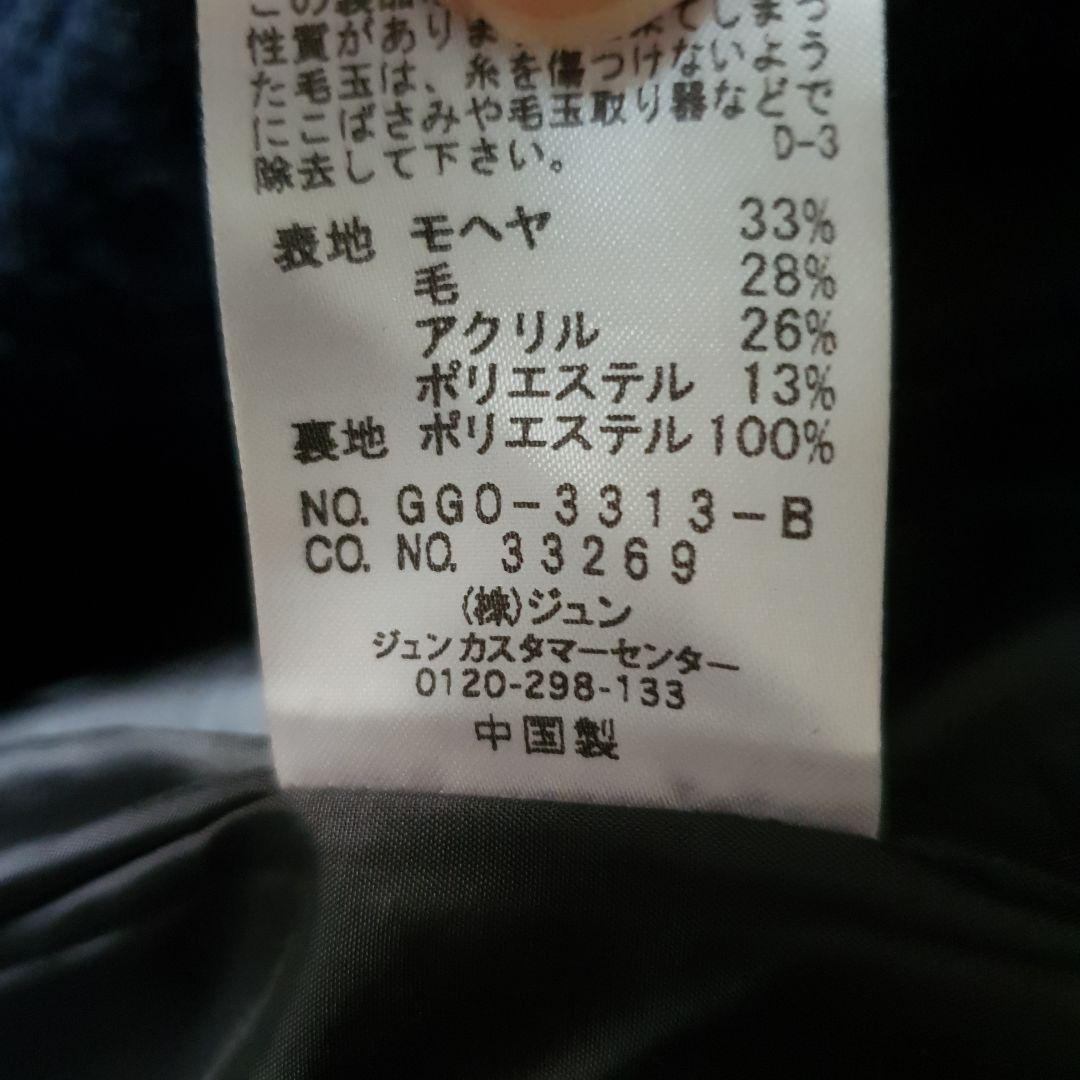 性質があり
た毛玉は、糸を傷つけないよう
にこばさみや毛玉取り器などで
除去して下さい。 D-3
表地 モヘヤ 33%
毛 28%
アクリル 26%
ポリエステル 13%
裏地 ポリエステル 100%
NO. GGO-3313-B
CO. NO. 33269
(株)ジュン
ジュンカスタマーセンター
0120-298-133
中国製